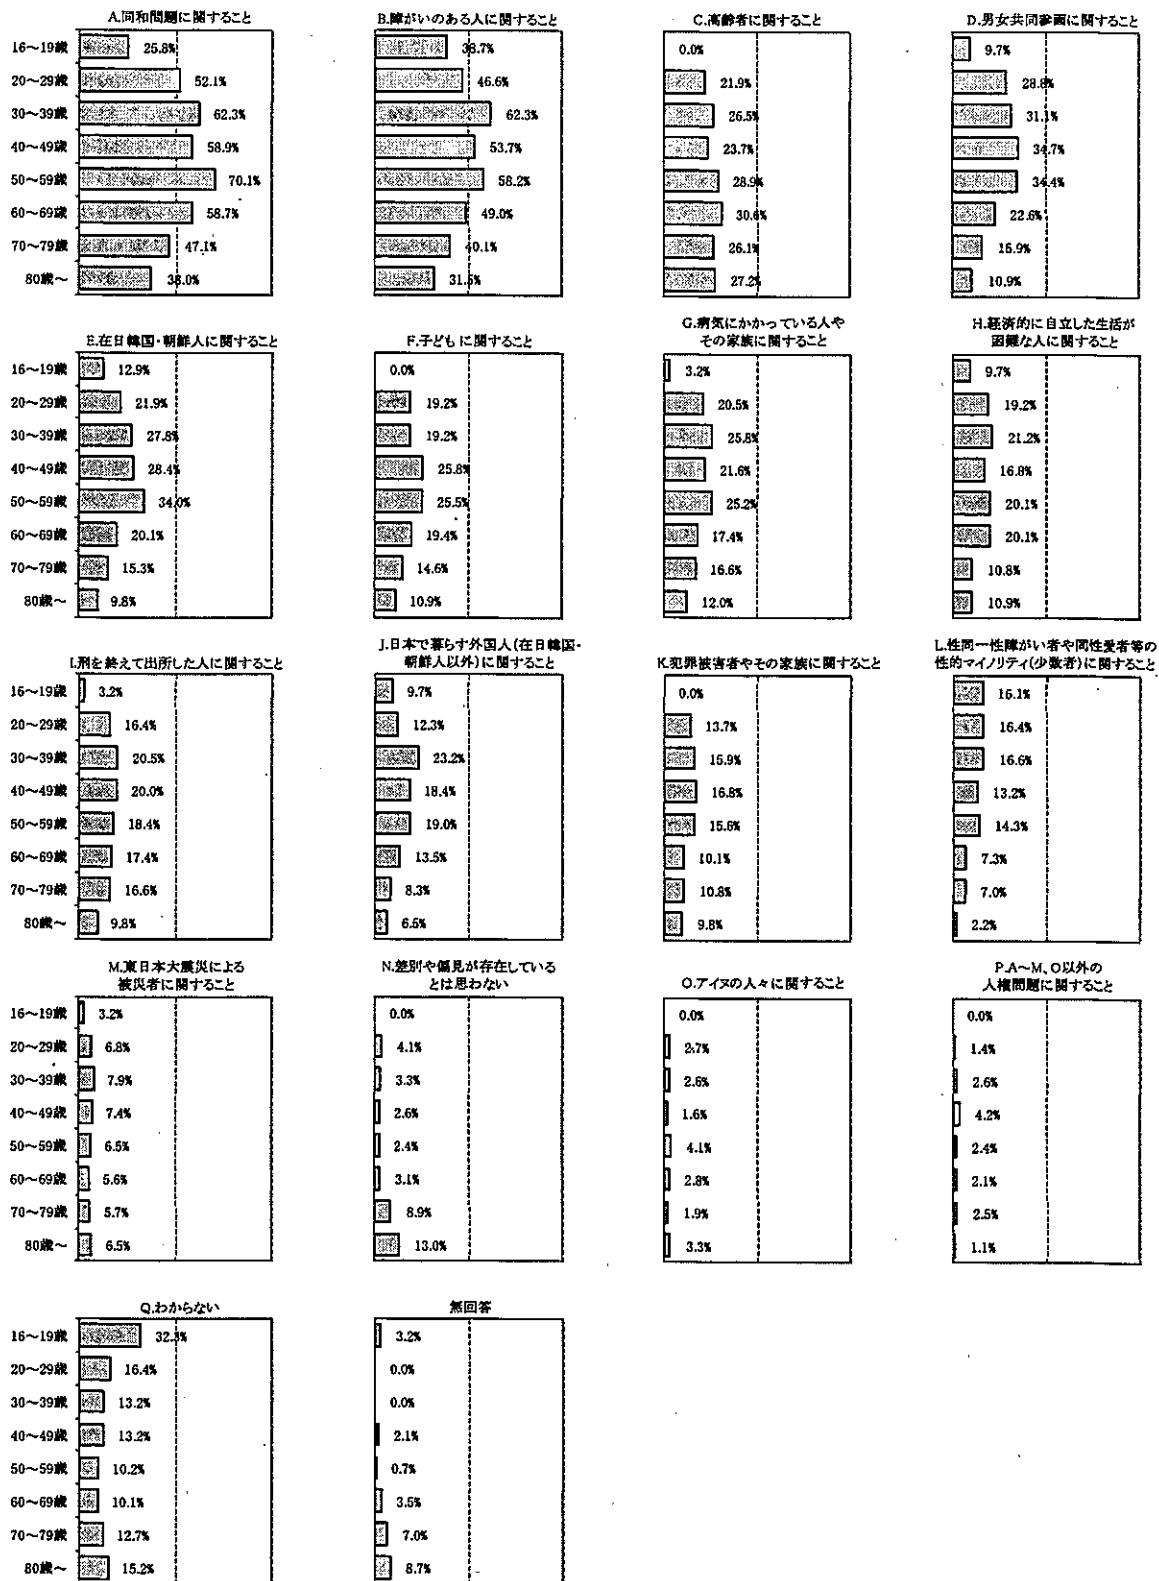 A.同和問題に関すること
16～19歳 25.8%
20～29歳 52.1%
30～39歳 62.3%
40～49歳 58.9%
50～59歳 70.1%
60～69歳 58.7%
70～79歳 47.1%
80歳～ 38.0%
B.障がいのある人に関すること
38.7%
46.6%
62.3%
53.7%
58.2%
49.0%
40.1%
31.5%
C.高齢者に関すること
0.0%
21.9%
26.5%
23.7%
28.9%
30.6%
26.1%
27.2%
D.男女共同参画に関すること
9.7%
28.8%
31.1%
34.7%
34.4%
22.6%
15.9%
10.9%
E.在日韓国・朝鮮人に関すること
16～19歳 12.9%
20～29歳 21.9%
30～39歳 27.8%
40～49歳 28.4%
50～59歳 34.0%
60～69歳 20.1%
70～79歳 15.3%
80歳～ 9.8%
F.子どもに関すること
0.0%
19.2%
19.2%
25.8%
25.5%
19.4%
14.6%
10.9%
G.病気にかかっている人や
その家族に関すること
3.2%
20.5%
25.8%
21.6%
25.2%
17.4%
16.6%
12.0%
H.経済的に自立した生活が
困難な人に関すること
9.7%
19.2%
21.2%
16.8%
20.1%
20.1%
10.8%
10.9%
I.刑を終えて出所した人に関すること
16～19歳 3.2%
20～29歳 16.4%
30～39歳 20.5%
40～49歳 20.0%
50～59歳 18.4%
60～69歳 17.4%
70～79歳 16.6%
80歳～ 9.8%
J.日本で暮らす外国人(在日韓国・
朝鮮人以外)に関すること
9.7%
12.3%
23.2%
18.4%
19.0%
13.5%
8.3%
6.5%
K.犯罪被害者やその家族に関すること
0.0%
13.7%
15.9%
16.8%
15.6%
10.1%
10.8%
9.8%
L.性同一性障がい者や同性愛者等の
性的マイノリティ(少数者)に関すること
16.1%
16.4%
16.6%
13.2%
14.3%
7.3%
7.0%
2.2%
M.東日本大震災による
被災者に関すること
16～19歳 3.2%
20～29歳 6.8%
30～39歳 7.9%
40～49歳 7.4%
50～59歳 6.5%
60～69歳 5.6%
70～79歳 5.7%
80歳～ 6.5%
N.差別や偏見が存在している
とは思わない
0.0%
4.1%
3.3%
2.6%
2.4%
3.1%
8.9%
13.0%
O.アイヌの人々に関すること
0.0%
2.7%
2.6%
1.6%
4.1%
2.8%
1.9%
3.3%
P.A～M、O以外の
人権問題に関すること
0.0%
1.4%
2.6%
4.2%
2.4%
2.1%
2.5%
1.1%
Q.わからない
16～19歳 32.3%
20～29歳 16.4%
30～39歳 13.2%
40～49歳 13.2%
50～59歳 10.2%
60～69歳 10.1%
70～79歳 12.7%
80歳～ 15.2%
無回答
3.2%
0.0%
0.0%
2.1%
0.7%
3.5%
7.0%
8.7%